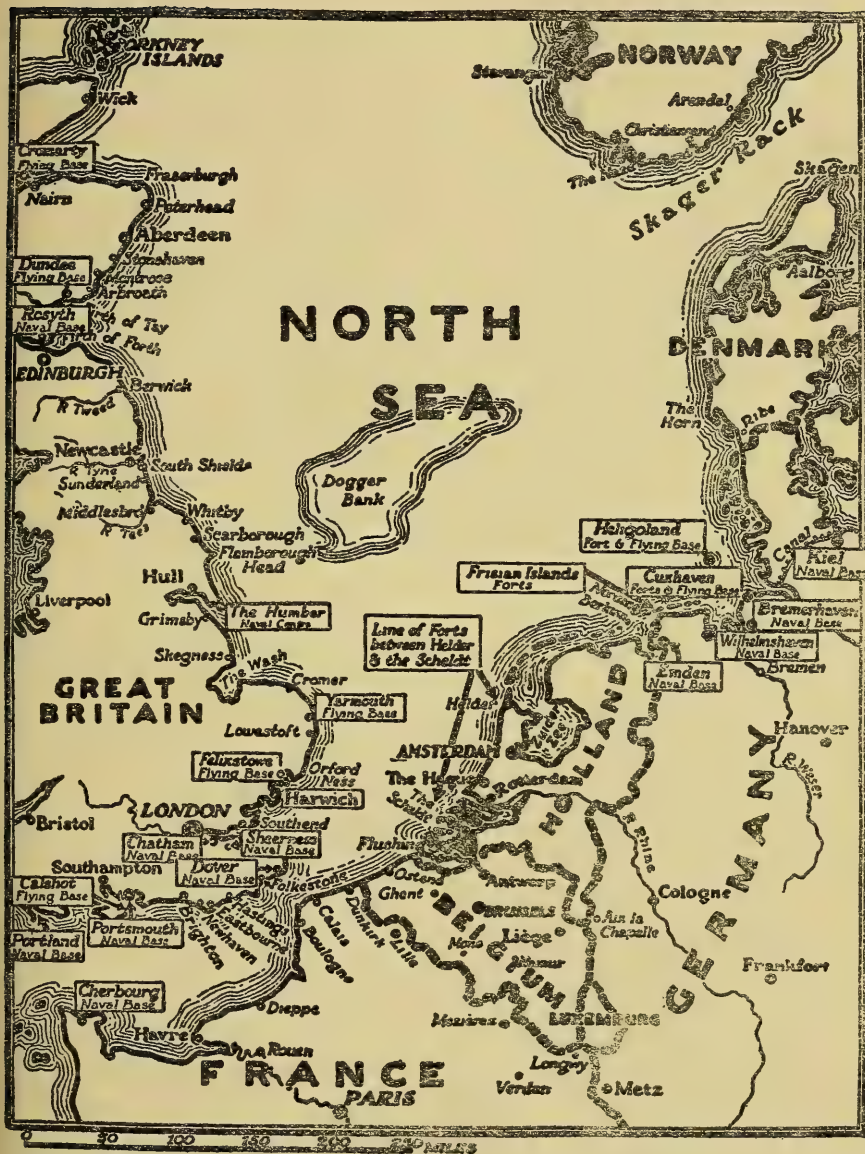 ORKNEY
ISLANDS
Wick
NORWAY
Stavanger
Arendal
Christiansand
The
Skager Rack
Skagen
Cromarty
Flying Base
Nairn
Fraserburgh
Peterhead
Aberdeen
Stonehaven
Dundee
Flying Base
Montrose
Arbroath
Aalborg
Rosyth
Naval Base
Firth of Tay
Firth of Forth
EDINBURGH
Berwick
R Tweed
NORTH
SEA
DENMARK
The
Horn
Ribe
Newcastle
R Tyne
South Shields
Sunderland
Middlesbro
R Tees
Whitby
Scarborough
Flamborough
Head
Dogger
Bank
Heligoland
Fort & Flying Base
Canal
Kiel
Naval Base
Frisian Islands
Forts
Cuxhaven
Forts & Flying Base
Borkum
Bremerhaven
Naval Base
Wilhelmshaven
Naval Base
Bremen
Emden
Naval Base
Liverpool
Hull
Grimsby
The Humber
Naval Centre
Line of Forts
between Helder
& the Scheldt
Skegness
The Wash
Cromer
GREAT
BRITAIN
Yarmouth
Flying Base
Lowestoft
Helder
Zuider
Zee
Hanover
R. Weser
Felixstowe
Flying Base
Orford
Ness
Harwich
AMSTERDAM
The Hague
Rotterdam
HOLLAND
GERMANY
The
Scheldt
LONDON
Bristol
Southend
Chatham
Naval Base
Sheerness
Naval Base
Flushing
R Rhine
Southampton
Dover
Naval Base
Folkestone
Ostend
Ghent
Antwerp
Cologne
Calshot
Flying Base
Portland
Naval Base
Portsmouth
Naval Base
Brighton
Newhaven
Eastbourne
Hastings
Calais
Boulogne
Dunkirk
Lille
BELGIUM
BRUSSELS
Mons
Liège
Namur
Aix la
Chapelle
Frankfort
Cherbourg
Naval Base
Dieppe
Havre
Rouen
Mezières
LUXEMBURG
Longwy
FRANCE
Verdun
Metz
PARIS
0 50 100 150 200 250 MILES